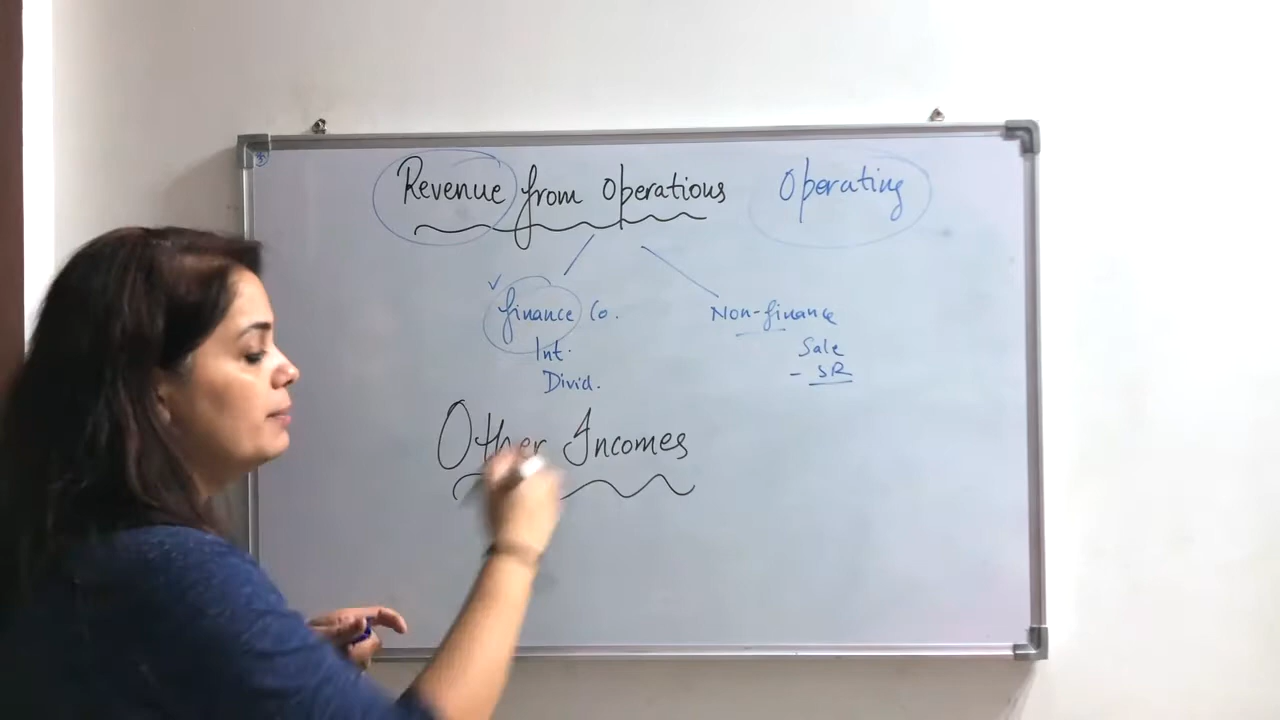 Revenue from Operations Operating
✓
finance Co. Non-finance
Int. Sale
- SR
Divid.
Other Incomes